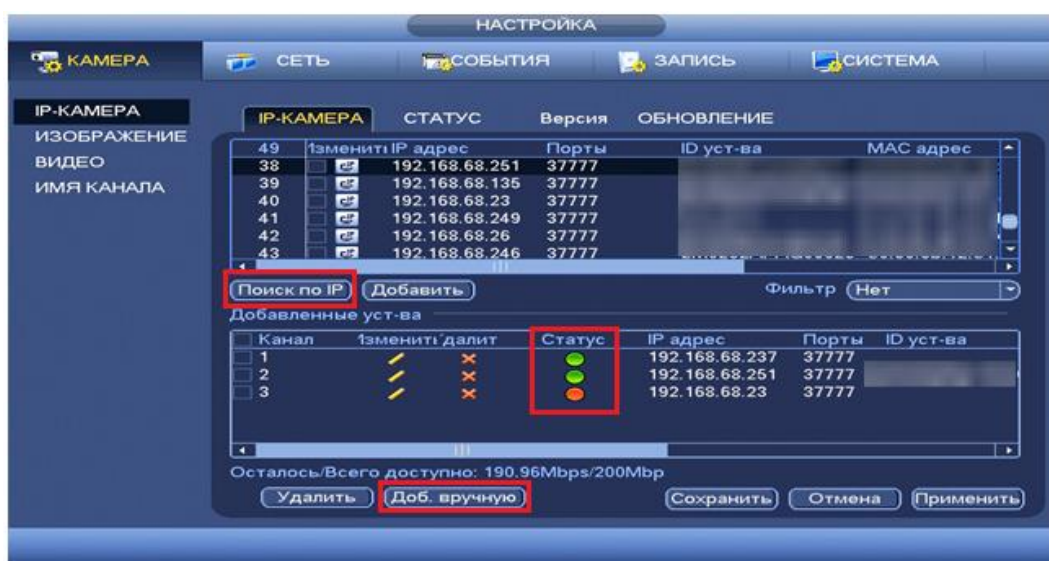 НАСТРОЙКА
КАМЕРА СЕТЬ СОБЫТИЯ ЗАПИСЬ СИСТЕМА
IP-КАМЕРА
ИЗОБРАЖЕНИЕ
ВИДЕО
ИМЯ КАНАЛА
IP-КАМЕРА СТАТУС Версия ОБНОВЛЕНИЕ
49 Iзменить IP адрес Порты ID уст-ва MAC адрес
38 192.168.68.251 37777
39 192.168.68.135 37777
40 192.168.68.23 37777
41 192.168.68.249 37777
42 192.168.68.26 37777
43 192.168.68.246 37777
Поиск по IP Добавить Фильтр Нет
Добавленные уст-ва
Канал Iзменить далит Статус IP адрес Порты ID уст-ва
1 192.168.68.237 37777
2 192.168.68.251 37777
3 192.168.68.23 37777
Осталось/Всего доступно: 190.96Mbps/200Mbp
Удалить Доб. вручную Сохранить Отмена Применить